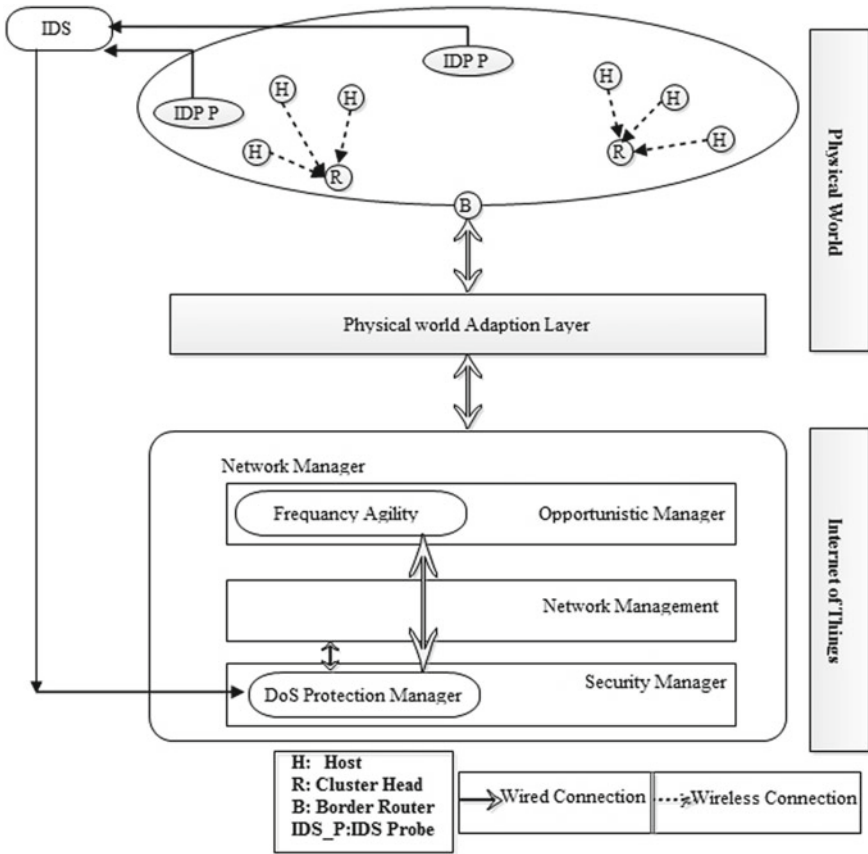 IDS
IDP P
IDP P
H
H
H
R
H
H
H
R
B
Physical World
Physical world Adaption Layer
Network Manager
Frequancy Agility
Opportunistic Manager
Network Management
DoS Protection Manager
Security Manager
Internet of Things
H: Host
R: Cluster Head
B: Border Router
IDS_P:IDS Probe
Wired Connection
Wireless Connection